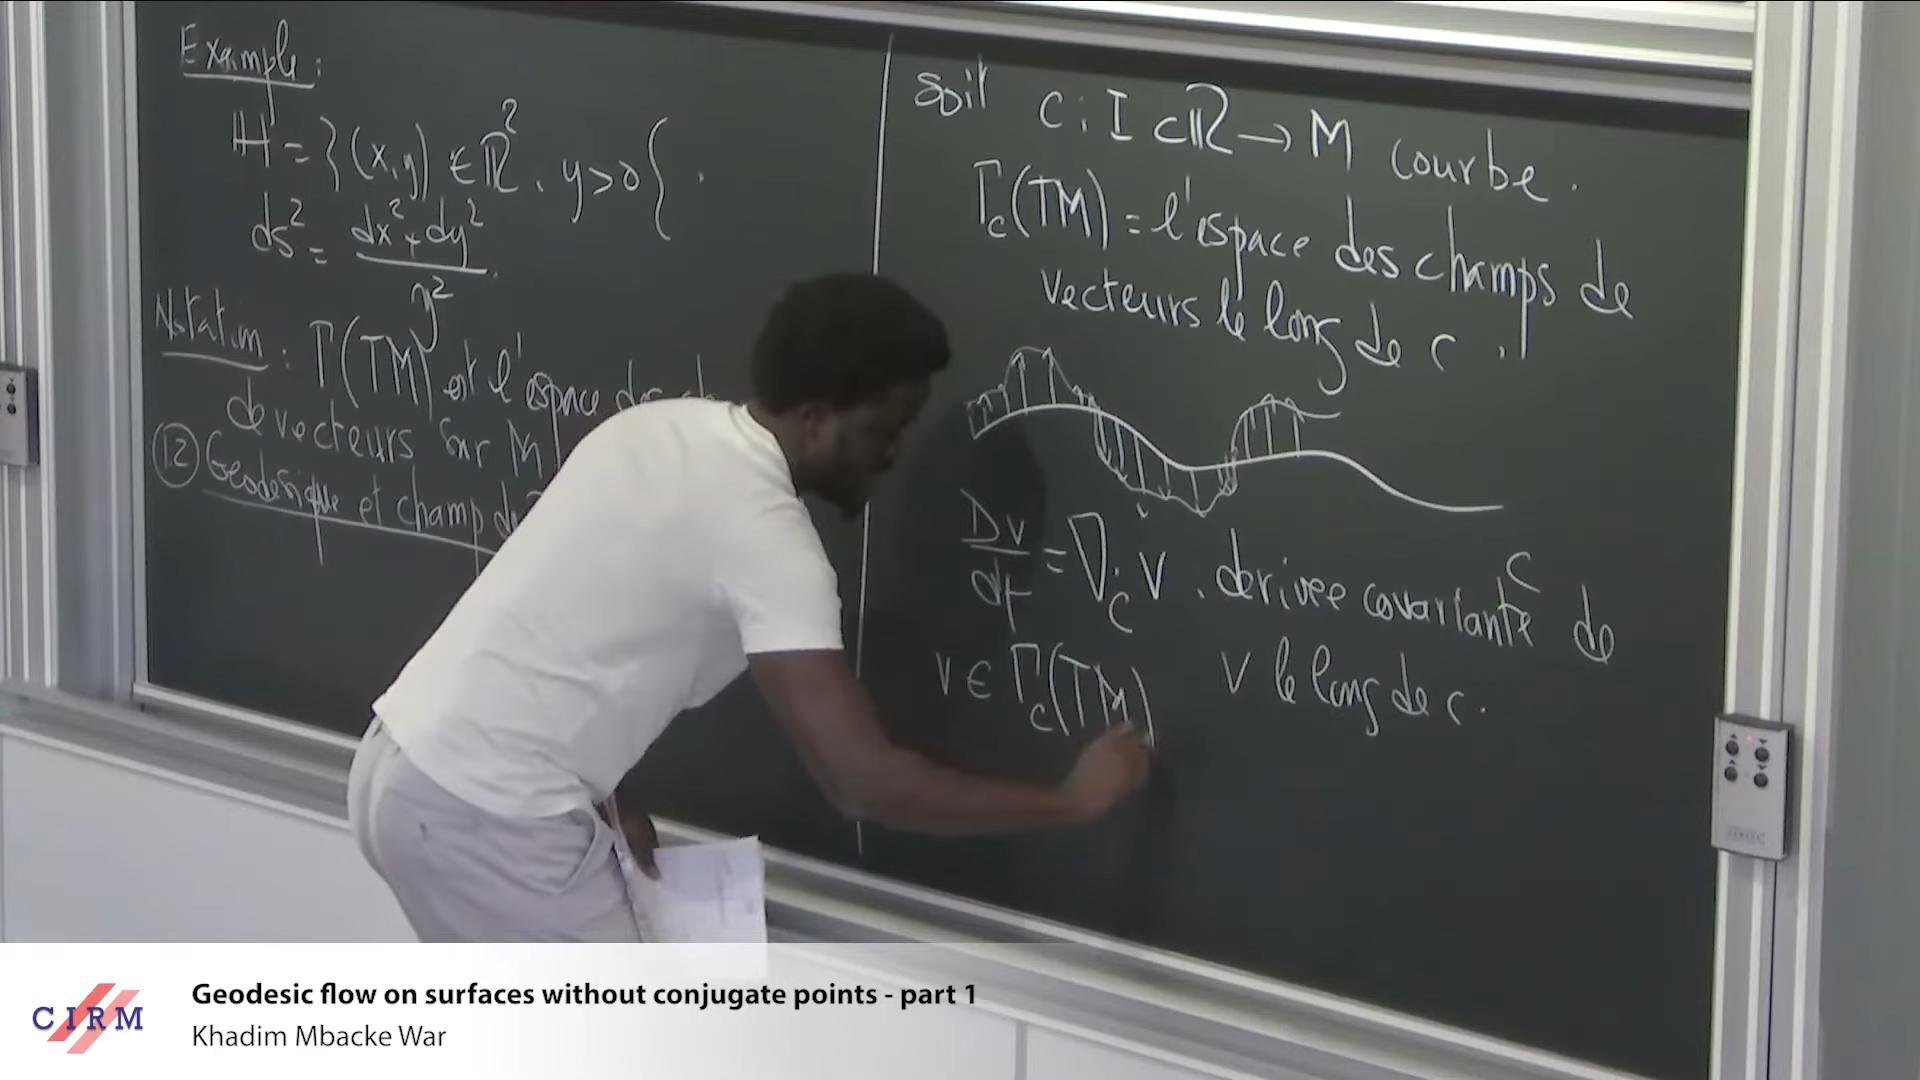 Example :
H = }(x,y) ∈ ℝ², y>0{ .
ds² = dx²+dy² / y²
Notation : Γ(TM) est l'espace des
de vecteurs sur M
1.2 Geodesique et champ de
soit c : I ⊂ ℝ → M courbe .
Γc(TM) = l'espace des champs de
vecteurs le long de c .
Dv/dt = ∇ċ v . derivee covariante de
v le long de c .
v ∈ Γc(TM)
CIRM
Geodesic flow on surfaces without conjugate points - part 1
Khadim Mbacke War